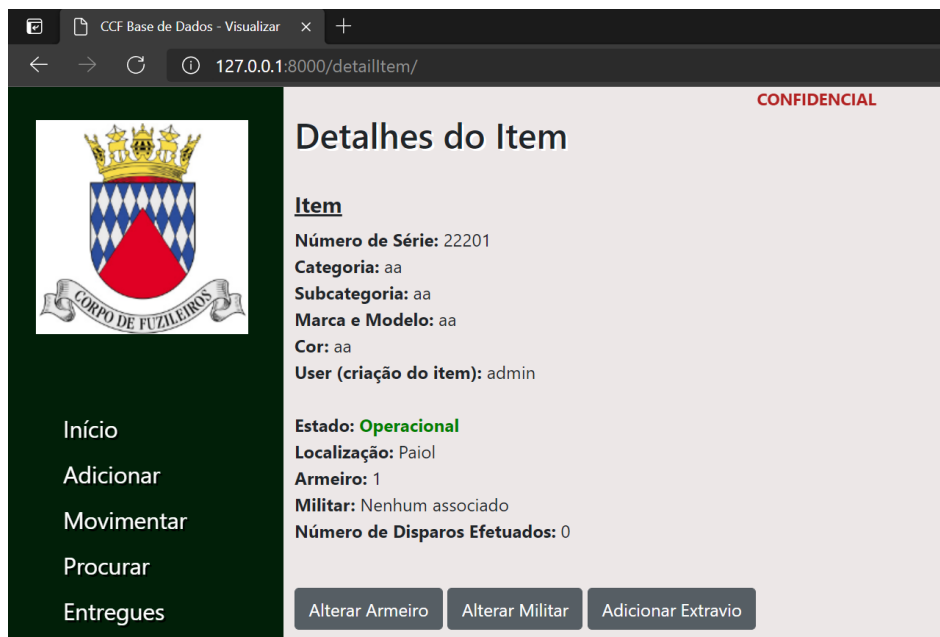 CCF Base de Dados - Visualizar
127.0.0.1:8000/detailItem/
CONFIDENCIAL
CORPO DE FUZILEIROS
Início
Adicionar
Movimentar
Procurar
Entregues
Detalhes do Item
Item
Número de Série: 22201
Categoria: aa
Subcategoria: aa
Marca e Modelo: aa
Cor: aa
User (criação do item): admin
Estado: Operacional
Localização: Paiol
Armeiro: 1
Militar: Nenhum associado
Número de Disparos Efetuados: 0
Alterar Armeiro Alterar Militar Adicionar Extravio